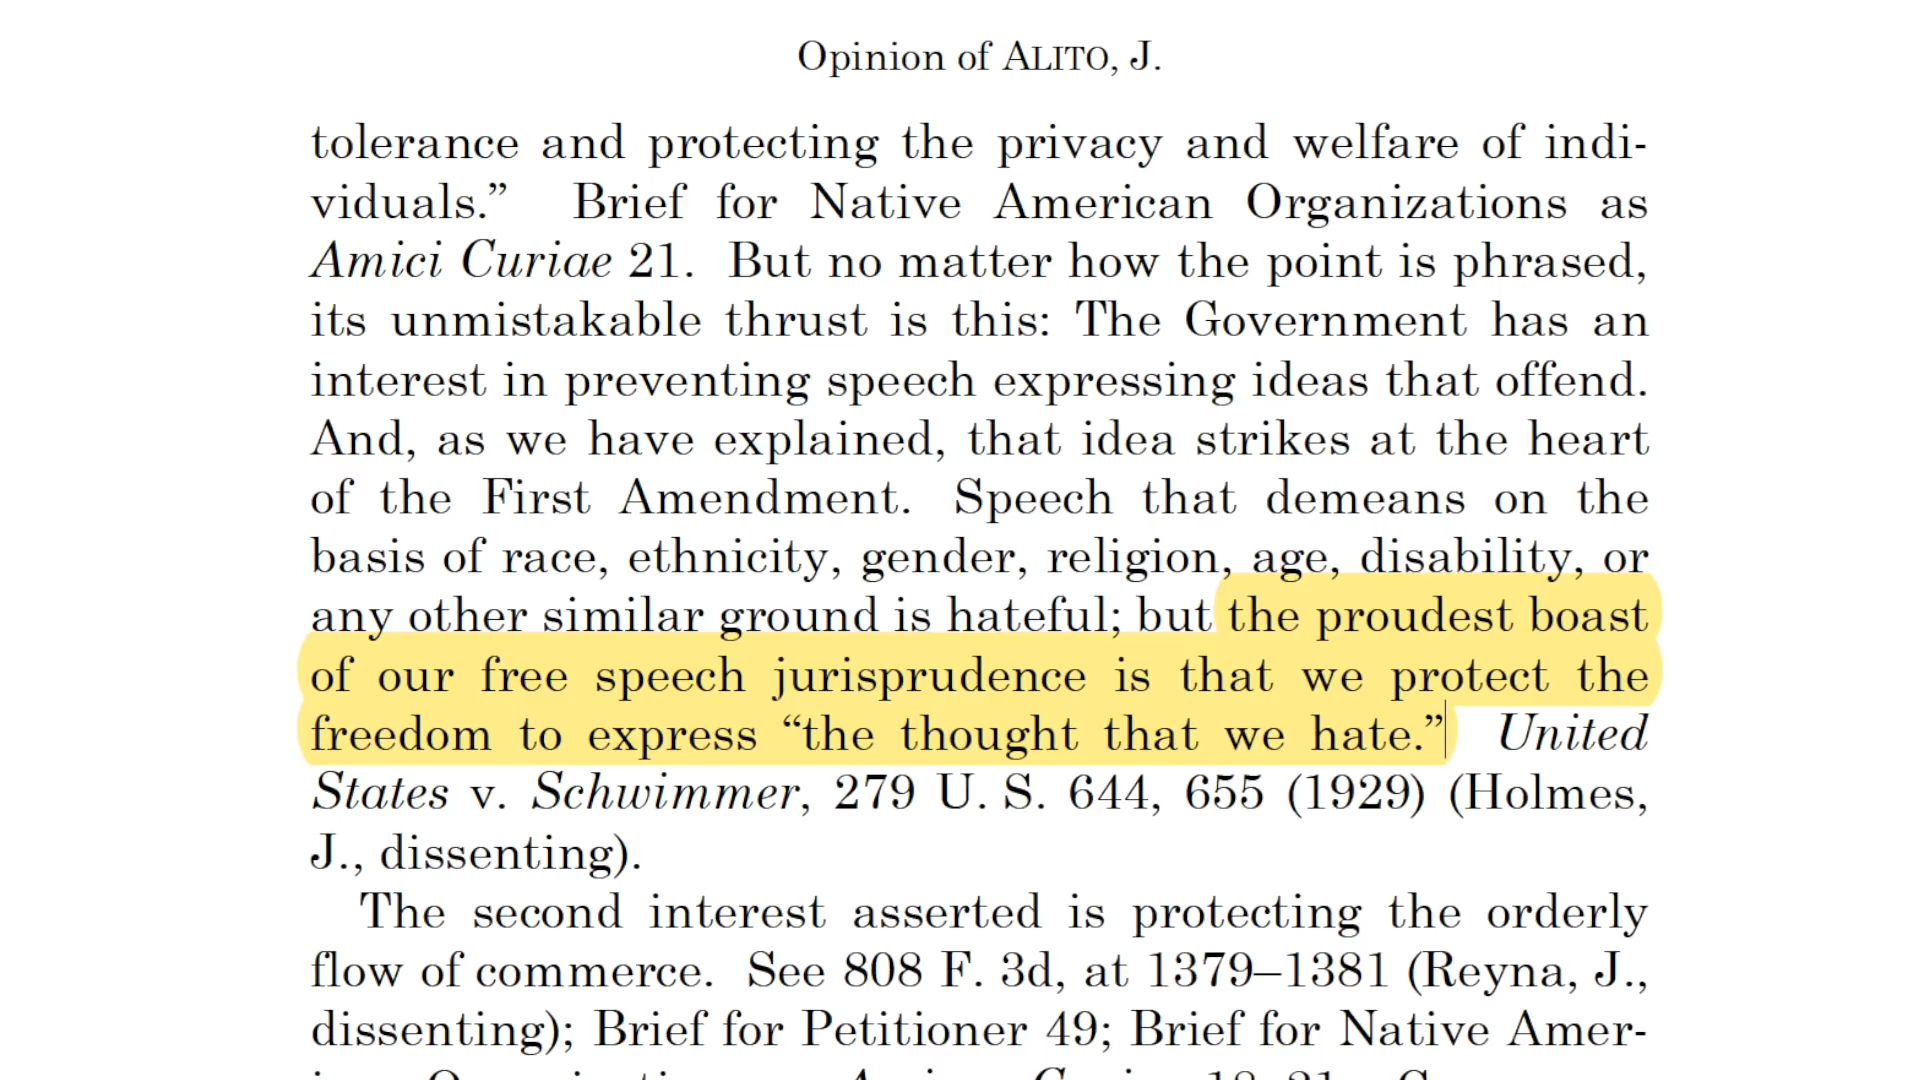 Opinion of ALITO, J.
tolerance and protecting the privacy and welfare of indi-
viduals.” Brief for Native American Organizations as
Amici Curiae 21. But no matter how the point is phrased,
its unmistakable thrust is this: The Government has an
interest in preventing speech expressing ideas that offend.
And, as we have explained, that idea strikes at the heart
of the First Amendment. Speech that demeans on the
basis of race, ethnicity, gender, religion, age, disability, or
any other similar ground is hateful; but the proudest boast
of our free speech jurisprudence is that we protect the
freedom to express “the thought that we hate.” United
States v. Schwimmer, 279 U. S. 644, 655 (1929) (Holmes,
J., dissenting).
The second interest asserted is protecting the orderly
flow of commerce. See 808 F. 3d, at 1379–1381 (Reyna, J.,
dissenting); Brief for Petitioner 49; Brief for Native Amer-